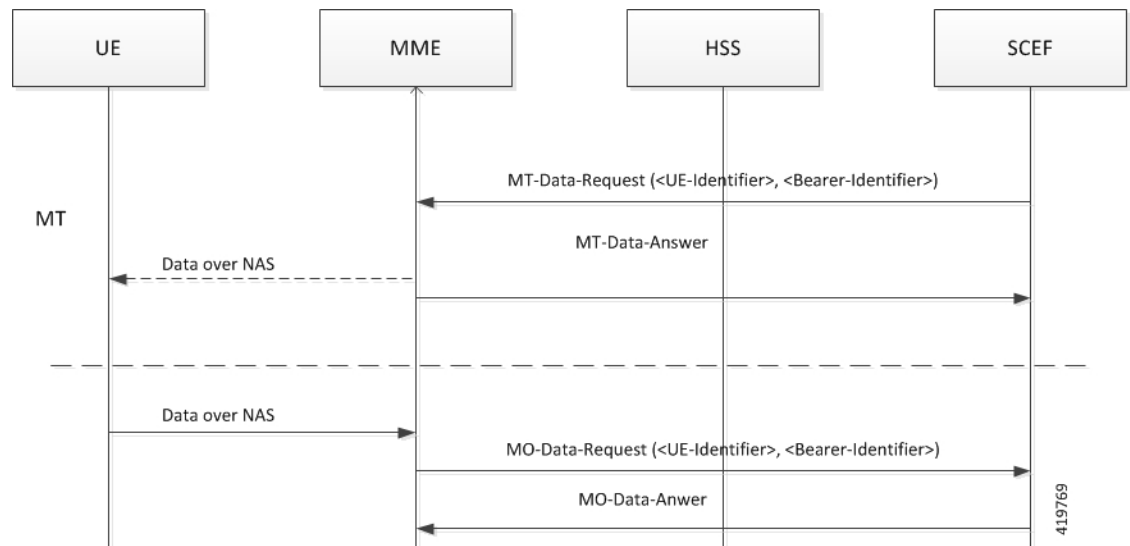 UE
MME
HSS
SCEF
MT-Data-Request (<UE-Identifier>, <Bearer-Identifier>)
MT
MT-Data-Answer
Data over NAS
Data over NAS
MO-Data-Request (<UE-Identifier>, <Bearer-Identifier>)
MO-Data-Anwer
419769